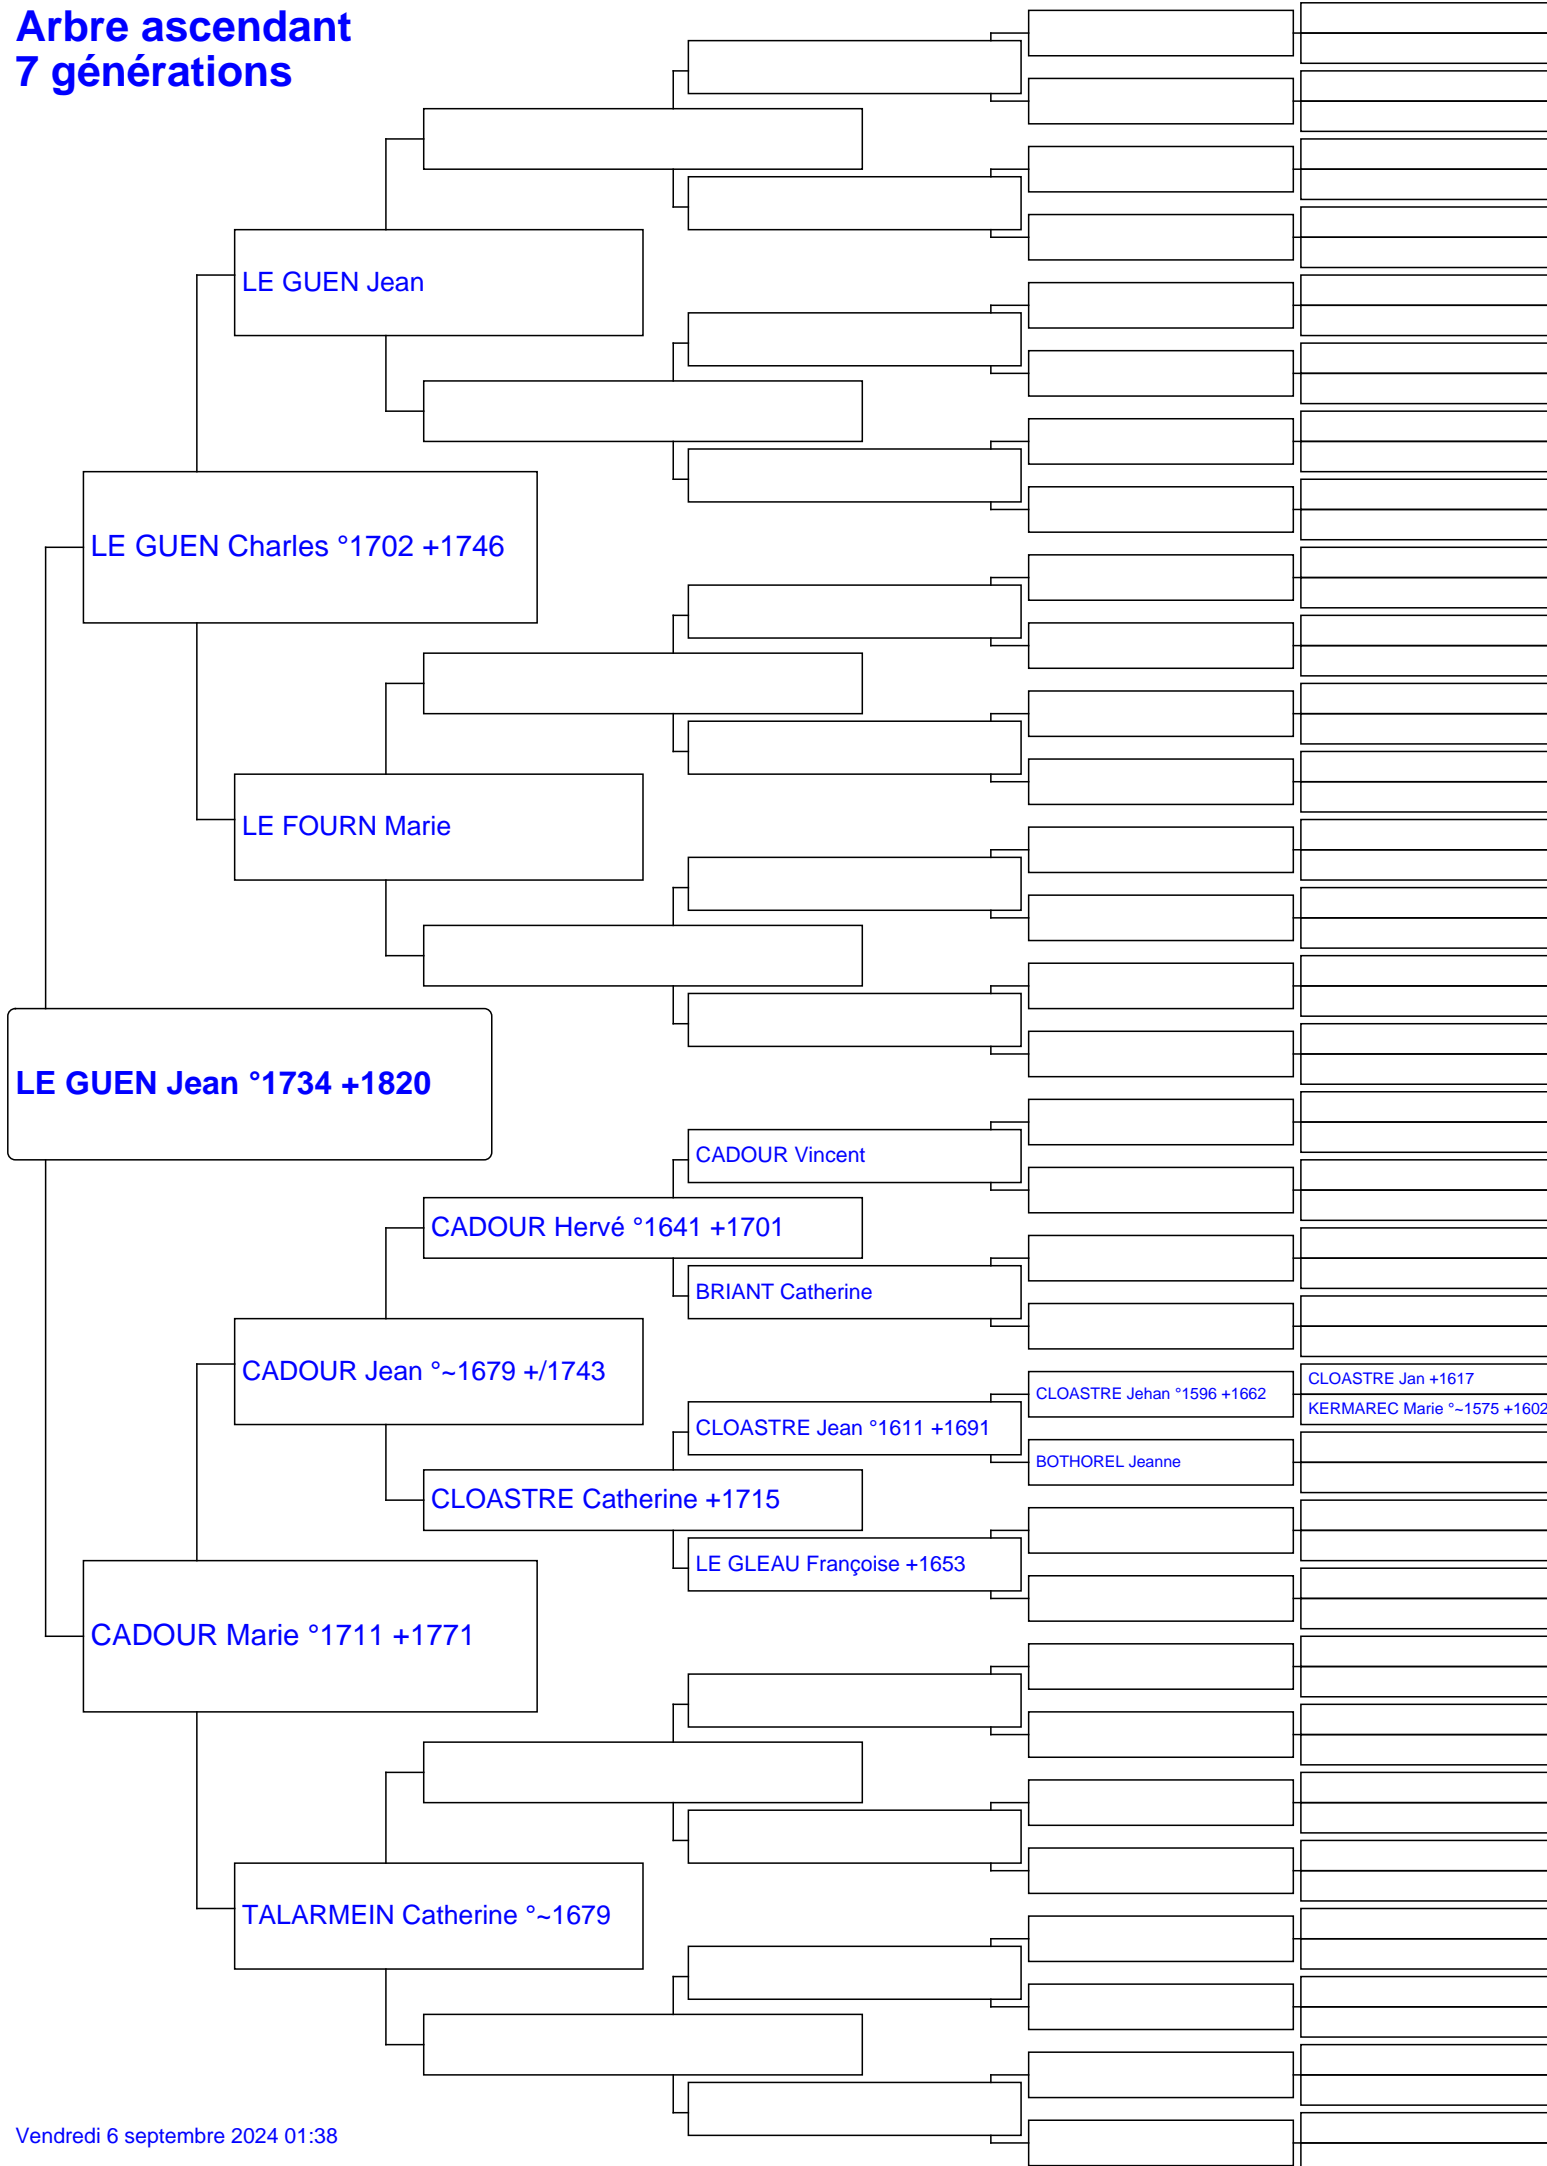 Arbre ascendant
7 générations
LE GUEN Jean
LE GUEN Charles °1702 +1746
LE FOURN Marie
LE GUEN Jean °1734 +1820
CADOUR Vincent
CADOUR Hervé °1641 +1701
BRIANT Catherine
CADOUR Jean °~1679 +/1743
CLOASTRE Jan +1617
CLOASTRE Jehan °1596 +1662
KERMAREC Marie °~1575 +1602
CLOASTRE Jean °1611 +1691
BOTHOREL Jeanne
CLOASTRE Catherine +1715
LE GLEAU Françoise +1653
CADOUR Marie °1711 +1771
TALARMEIN Catherine °~1679
Vendredi 6 septembre 2024 01:38